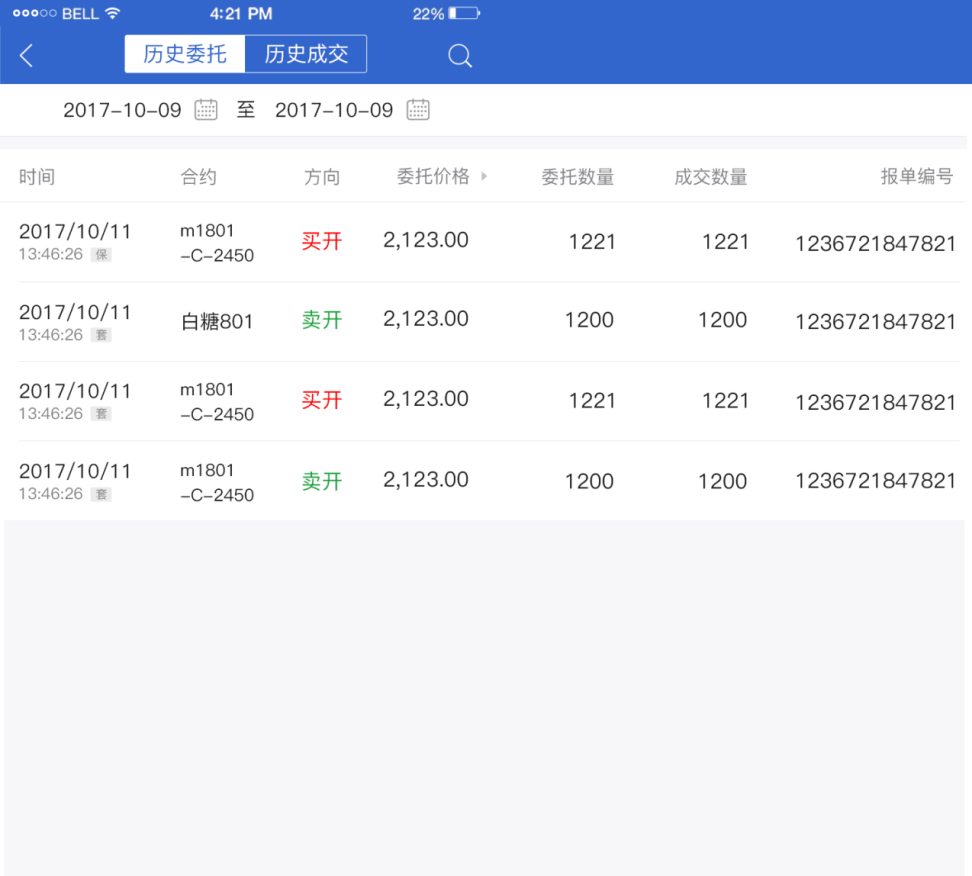 BELL 4:21 PM 22%
历史委托 历史成交
2017-10-09 至 2017-10-09
时间 合约 方向 委托价格 委托数量 成交数量 报单编号
2017/10/11 m1801 买开 2,123.00 1221 1221 1236721847821
13:46:26 保 -C-2450
2017/10/11 白糖801 卖开 2,123.00 1200 1200 1236721847821
13:46:26 套
2017/10/11 m1801 买开 2,123.00 1221 1221 1236721847821
13:46:26 套 -C-2450
2017/10/11 m1801 卖开 2,123.00 1200 1200 1236721847821
13:46:26 套 -C-2450